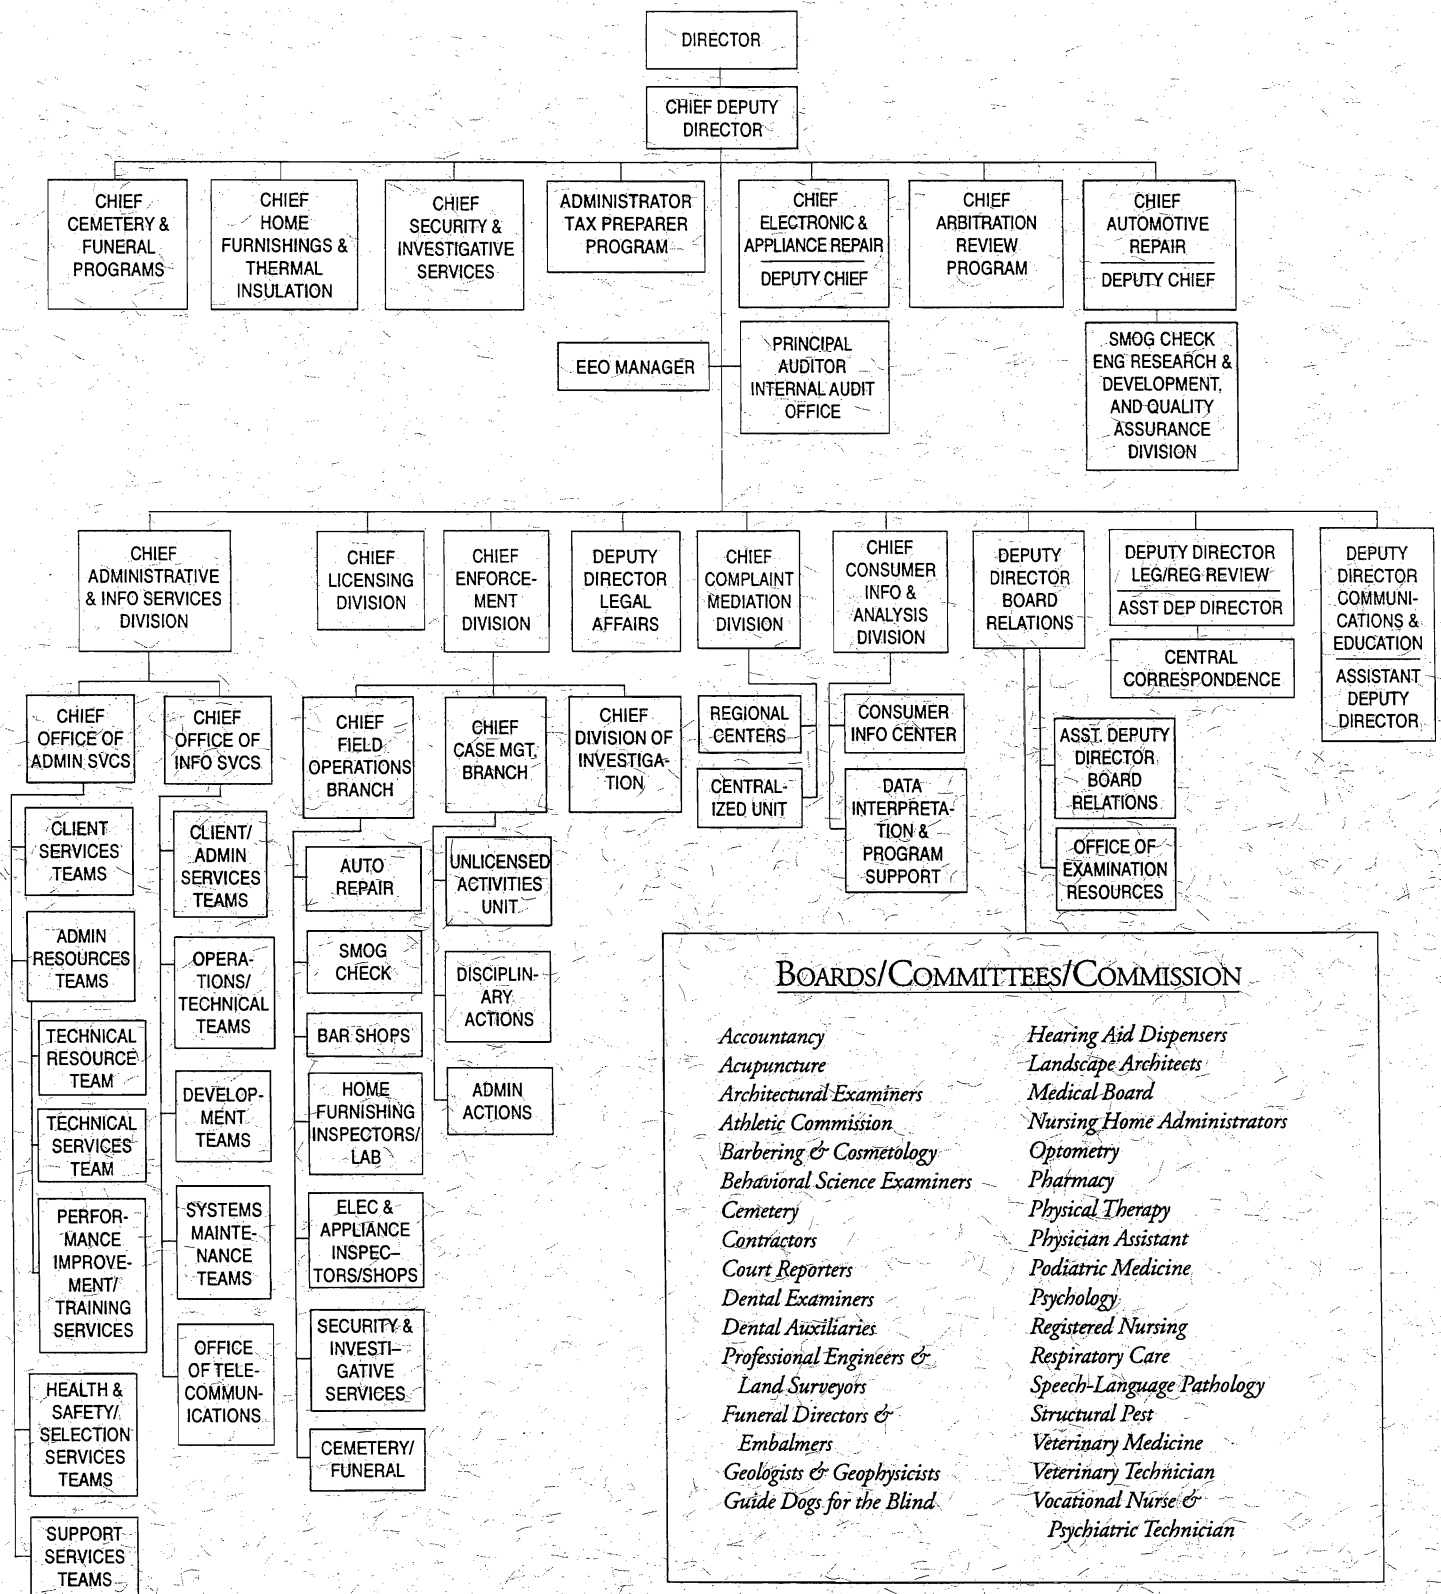 DIRECTOR
CHIEF DEPUTY
DIRECTOR
CHIEF
CEMETERY &
FUNERAL
PROGRAMS
CHIEF
HOME
FURNISHINGS &
THERMAL
INSULATION
CHIEF
SECURITY &
INVESTIGATIVE
SERVICES
ADMINISTRATOR
TAX PREPARER
PROGRAM
CHIEF
ELECTRONIC &
APPLIANCE REPAIR
DEPUTY CHIEF
CHIEF
ARBITRATION
REVIEW
PROGRAM
CHIEF
AUTOMOTIVE
REPAIR
DEPUTY CHIEF
EEO MANAGER
PRINCIPAL
AUDITOR
INTERNAL AUDIT
OFFICE
SMOG CHECK
ENG RESEARCH &
DEVELOPMENT,
AND QUALITY
ASSURANCE
DIVISION
CHIEF
ADMINISTRATIVE
& INFO SERVICES
DIVISION
CHIEF
LICENSING
DIVISION
CHIEF
ENFORCE-
MENT
DIVISION
DEPUTY
DIRECTOR
LEGAL
AFFAIRS
CHIEF
COMPLAINT
MEDIATION
DIVISION
CHIEF
CONSUMER
INFO &
ANALYSIS
DIVISION
DEPUTY
DIRECTOR
BOARD
RELATIONS
DEPUTY DIRECTOR
LEG/REG REVIEW
ASST DEP DIRECTOR
CENTRAL
CORRESPONDENCE
DEPUTY
DIRECTOR
COMMUNI-
CATIONS &
EDUCATION
ASSISTANT
DEPUTY
DIRECTOR
CHIEF
OFFICE OF
ADMIN SVCS
CHIEF
OFFICE OF
INFO SVCS
CHIEF
FIELD
OPERATIONS
BRANCH
CHIEF
CASE MGT.
BRANCH
CHIEF
DIVISION OF
INVESTIGA-
TION
REGIONAL
CENTERS
CENTRAL-
IZED UNIT
CONSUMER
INFO CENTER
DATA
INTERPRETA-
TION &
PROGRAM
SUPPORT
ASST. DEPUTY
DIRECTOR
BOARD
RELATIONS
OFFICE OF
EXAMINATION
RESOURCES
CLIENT
SERVICES
TEAMS
ADMIN
RESOURCES
TEAMS
TECHNICAL
RESOURCE
TEAM
TECHNICAL
SERVICES
TEAM
PERFOR-
MANCE
IMPROVE-
MENT/
TRAINING
SERVICES
HEALTH &
SAFETY/
SELECTION
SERVICES
TEAMS
SUPPORT
SERVICES
TEAMS
CLIENT/
ADMIN
SERVICES
TEAMS
OPERA-
TIONS/
TECHNICAL
TEAMS
DEVELOP-
MENT
TEAMS
SYSTEMS
MAINTE-
NANCE
TEAMS
OFFICE
OF TELE-
COMMUN-
ICATIONS
AUTO
REPAIR
SMOG
CHECK
BAR SHOPS
HOME
FURNISHING
INSPECTORS/
LAB
ELEC &
APPLIANCE
INSPEC-
TORS/SHOPS
SECURITY &
INVESTI-
GATIVE
SERVICES
CEMETERY/
FUNERAL
UNLICENSED
ACTIVITIES
UNIT
DISCIPLIN-
ARY
ACTIONS
ADMIN
ACTIONS
BOARDS/COMMITTEES/COMMISSION
Accountancy
Acupuncture
Architectural Examiners
Athletic Commission
Barbering & Cosmetology
Behavioral Science Examiners
Cemetery
Contractors
Court Reporters
Dental Examiners
Dental Auxiliaries
Professional Engineers &
Land Surveyors
Funeral Directors &
Embalmers
Geologists & Geophysicists
Guide Dogs for the Blind
Hearing Aid Dispensers
Landscape Architects
Medical Board
Nursing Home Administrators
Optometry
Pharmacy
Physical Therapy
Physician Assistant
Podiatric Medicine
Psychology
Registered Nursing
Respiratory Care
Speech-Language Pathology
Structural Pest
Veterinary Medicine
Veterinary Technician
Vocational Nurse &
Psychiatric Technician